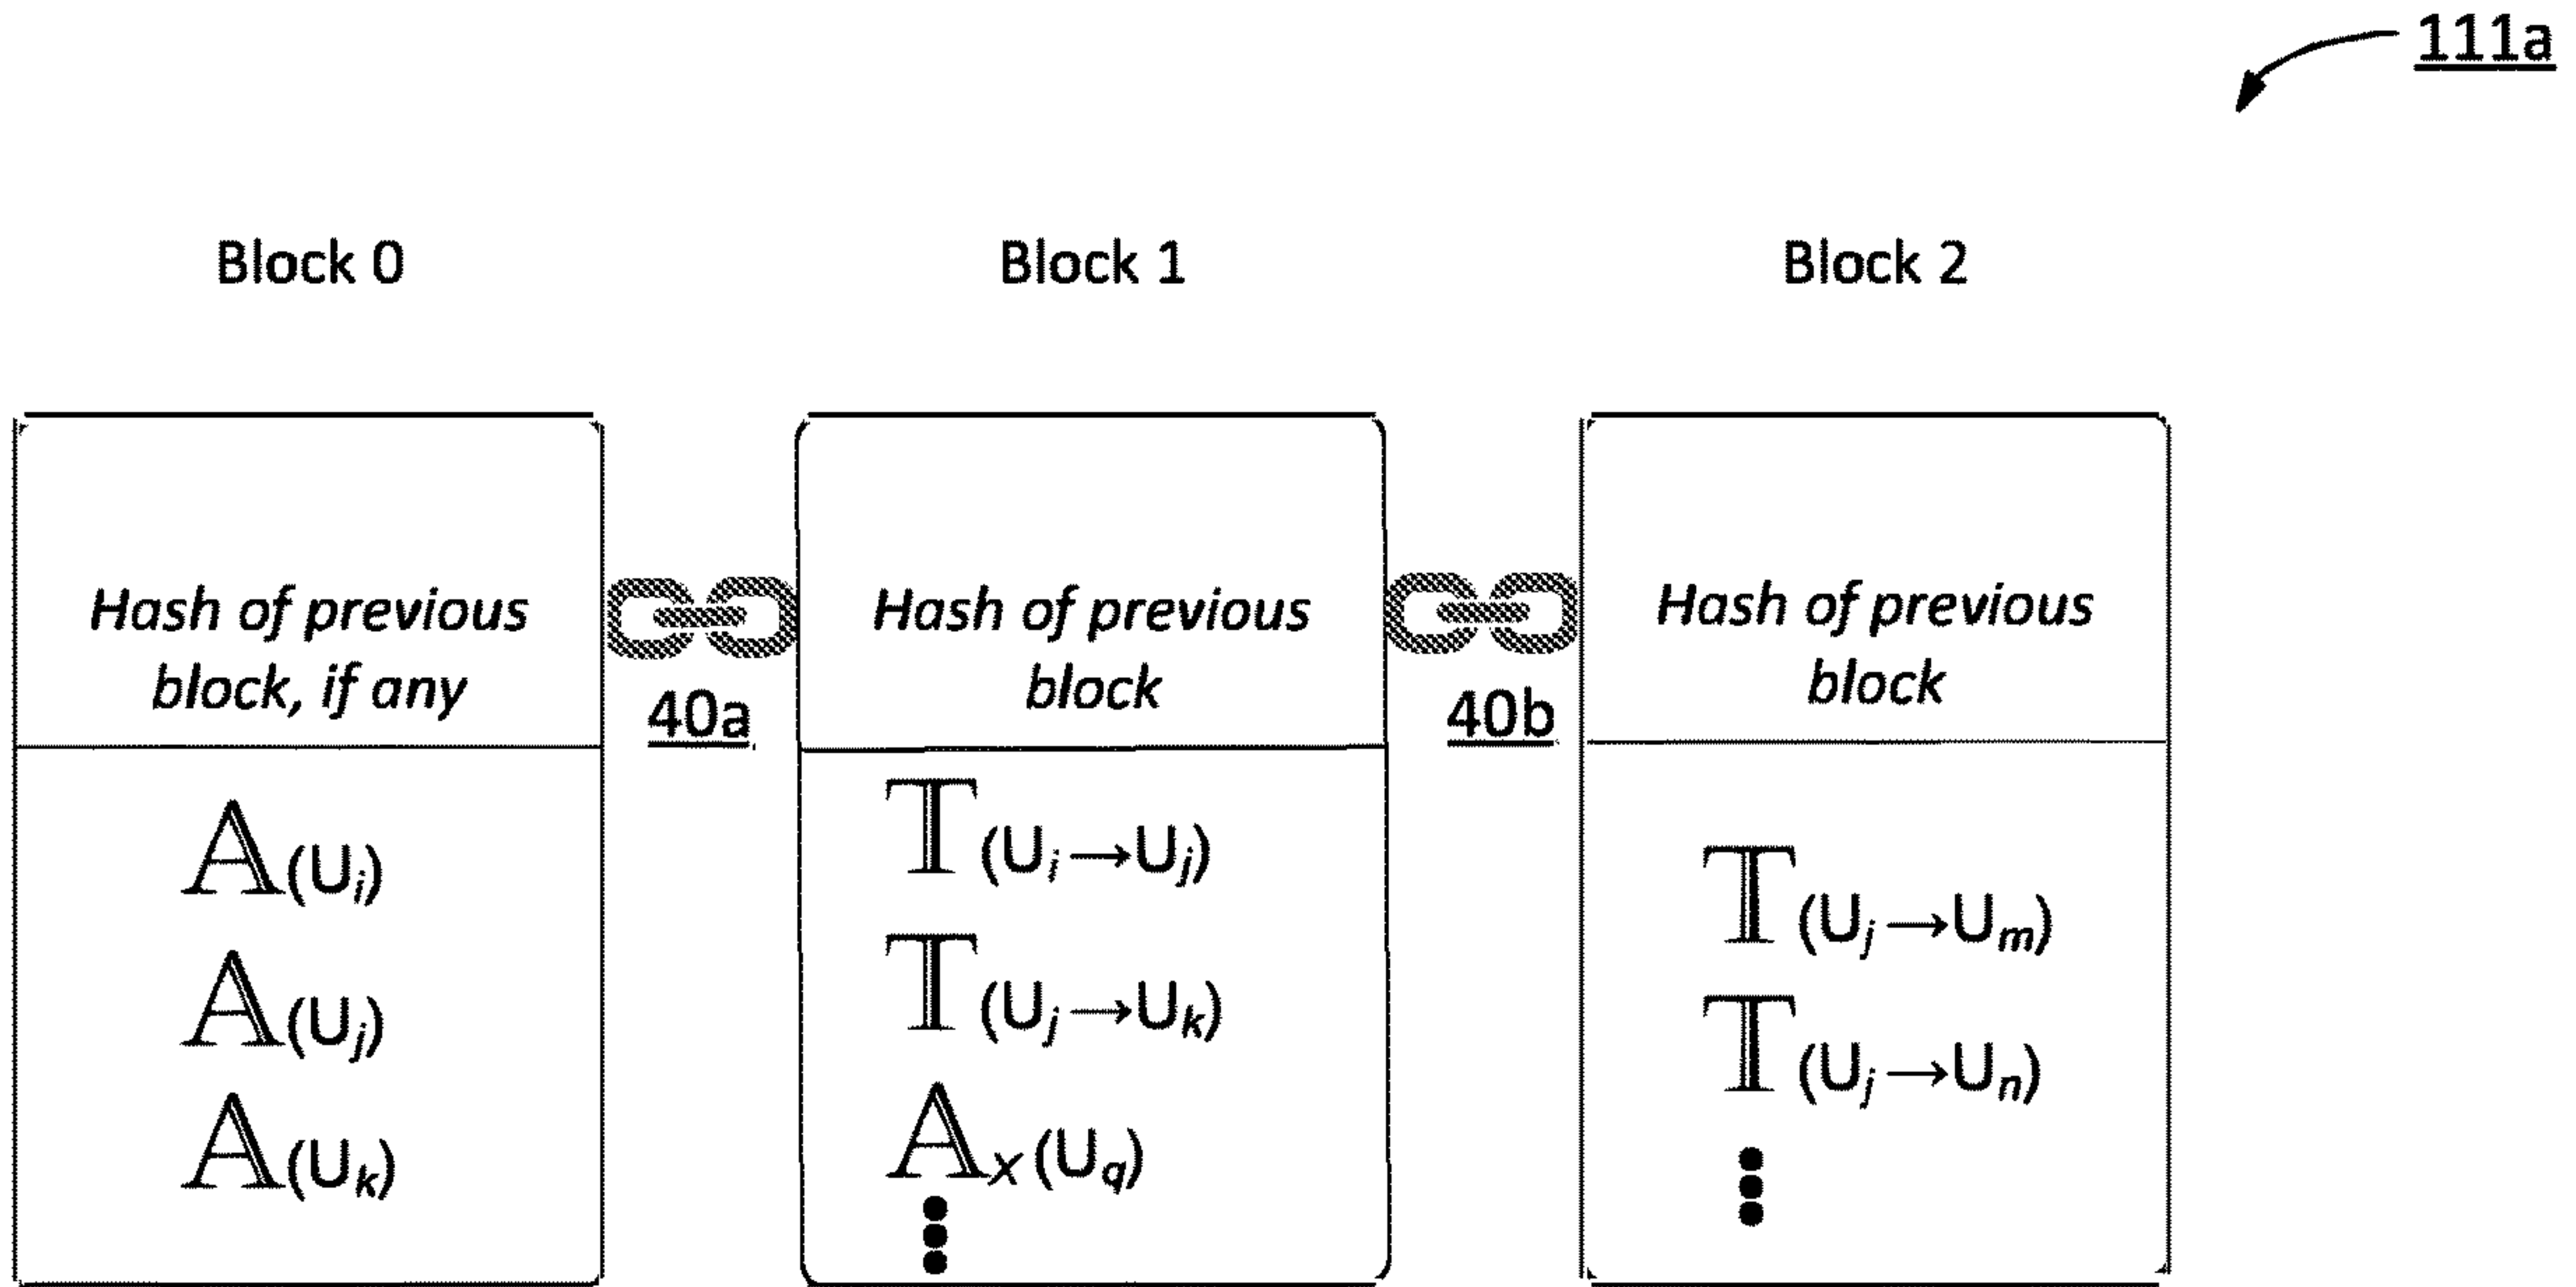 111a
Block 0
Block 1
Block 2
Hash of previous
block, if any
40a
Hash of previous
block
40b
Hash of previous
block
𝔸(Uᵢ)
𝔸(Uⱼ)
𝔸(Uₖ)
𝕋(Uᵢ→Uⱼ)
𝕋(Uⱼ→Uₖ)
𝔸ₓ(U_q)
𝕋(Uⱼ→Uₘ)
𝕋(Uⱼ→Uₙ)